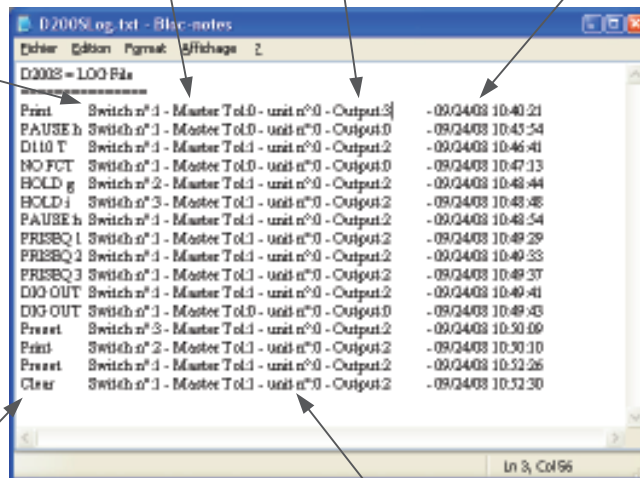 D200SLog.txt - Bloc-notes
Fichier Edition Format Affichage ?
D200S = LOG File
==================
Print Switch n°:1 - Master Tol:0 - unit n°:0 - Output:3 - 09/24/08 10:40:21
PAUSE h Switch n°:1 - Master Tol:0 - unit n°:0 - Output:0 - 09/24/08 10:45:54
D110 T Switch n°:1 - Master Tol:0 - unit n°:0 - Output:2 - 09/24/08 10:46:41
NO FCT Switch n°:1 - Master Tol:0 - unit n°:0 - Output:0 - 09/24/08 10:47:13
HOLD g Switch n°:2 - Master Tol:1 - unit n°:0 - Output:2 - 09/24/08 10:48:44
HOLD i Switch n°:3 - Master Tol:1 - unit n°:0 - Output:2 - 09/24/08 10:48:48
PAUSE h Switch n°:1 - Master Tol:1 - unit n°:0 - Output:2 - 09/24/08 10:48:54
PRISEQ 1 Switch n°:1 - Master Tol:1 - unit n°:0 - Output:2 - 09/24/08 10:49:29
PRISEQ 2 Switch n°:1 - Master Tol:1 - unit n°:0 - Output:2 - 09/24/08 10:49:33
PRISEQ 3 Switch n°:1 - Master Tol:1 - unit n°:0 - Output:2 - 09/24/08 10:49:37
DIG OUT Switch n°:1 - Master Tol:1 - unit n°:0 - Output:2 - 09/24/08 10:49:41
DIG OUT Switch n°:1 - Master Tol:0 - unit n°:0 - Output:0 - 09/24/08 10:49:43
Preset Switch n°:3 - Master Tol:1 - unit n°:0 - Output:2 - 09/24/08 10:50:09
Print Switch n°:2 - Master Tol:1 - unit n°:0 - Output:2 - 09/24/08 10:50:10
Preset Switch n°:1 - Master Tol:1 - unit n°:0 - Output:2 - 09/24/08 10:52:26
Clear Switch n°:1 - Master Tol:1 - unit n°:0 - Output:2 - 09/24/08 10:52:30
Ln 3, Col 56